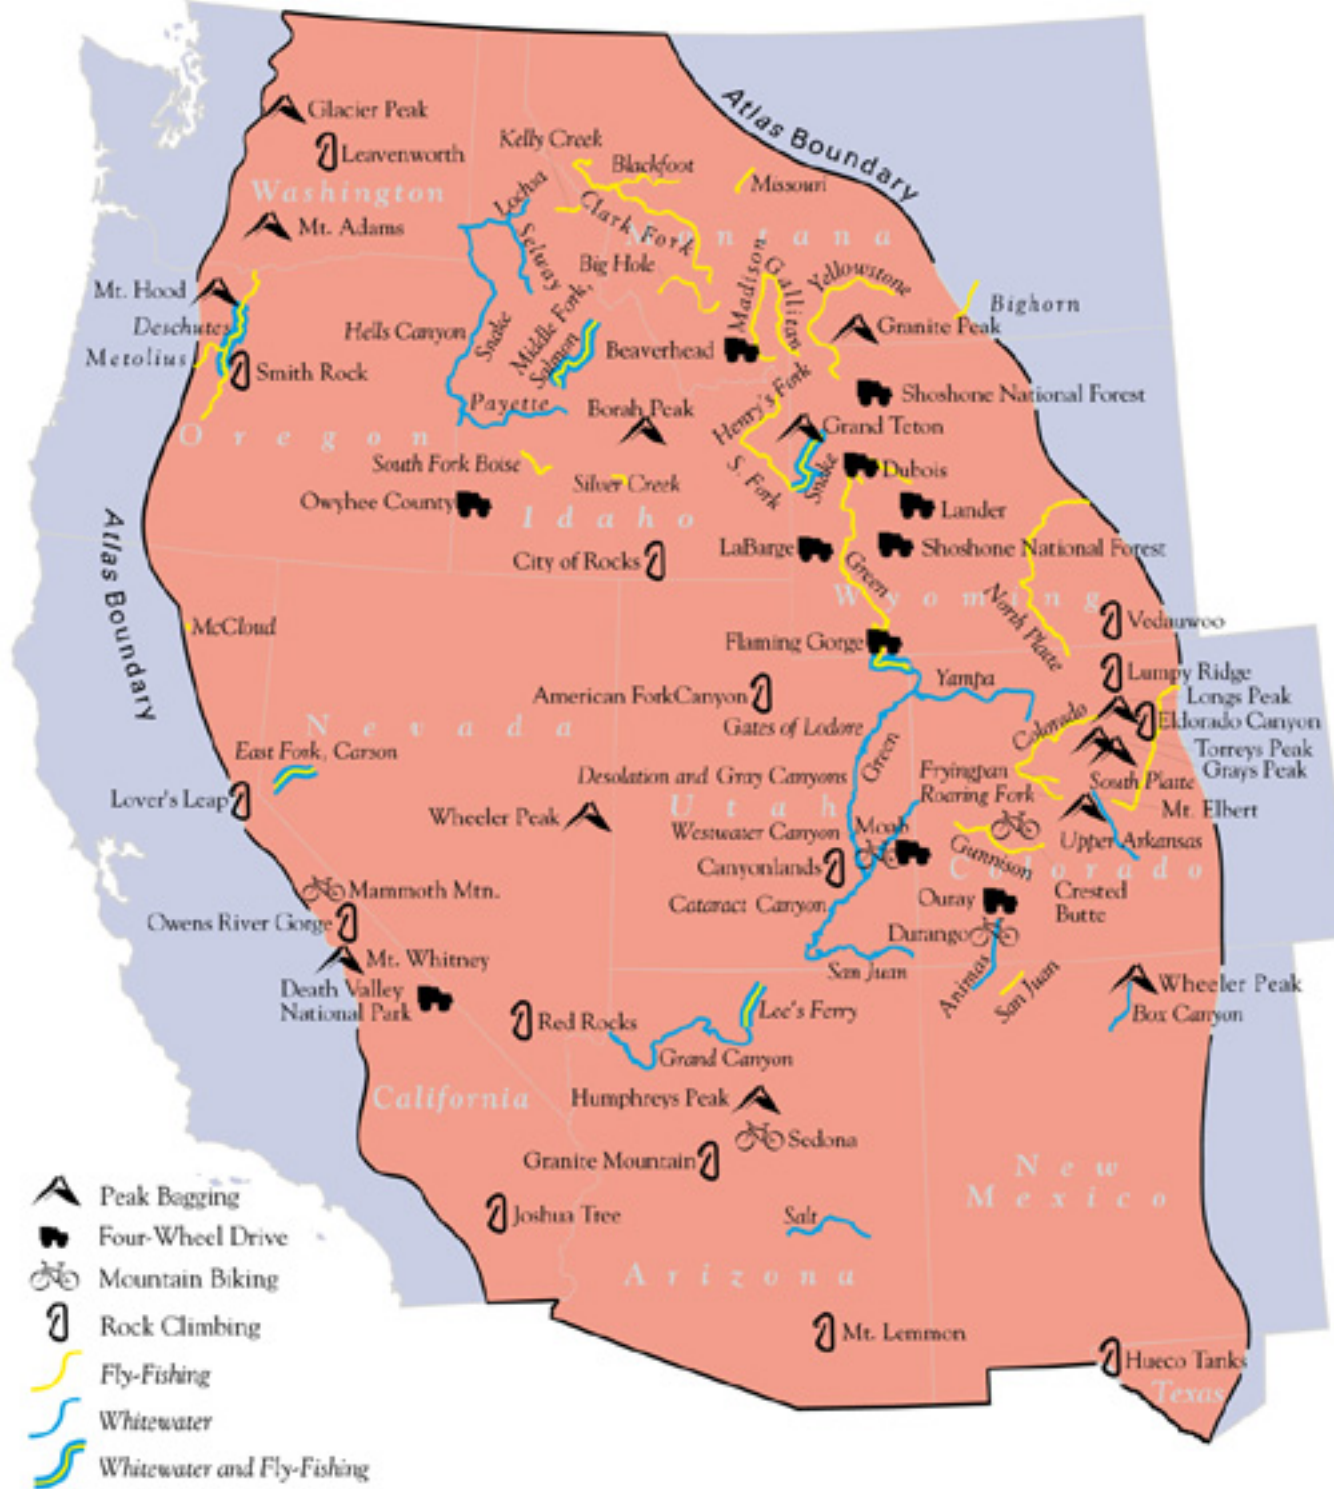 Atlas Boundary
Glacier Peak
Leavenworth
Washington
Mt. Adams
Kelly Creek
Blackfoot
Missouri
Lochsa
Clark Fork
Montana
Selway
Big Hole
Madison
Gallitan
Yellowstone
Bighorn
Mt. Hood
Deschutes
Metolius
Smith Rock
Hells Canyon
Snake
Middle Fork,
Salmon
Beaverhead
Granite Peak
Shoshone National Forest
Payette
Borah Peak
Henry's Fork
Grand Teton
Oregon
South Fork Boise
Silver Creek
S. Fork
Snake
Dubois
Owyhee County
Idaho
Lander
City of Rocks
LaBarge
Shoshone National Forest
Green
Wyoming
North Platte
Atlas Boundary
McCloud
Vedauwoo
Flaming Gorge
Lumpy Ridge
Yampa
Longs Peak
American ForkCanyon
Eldorado Canyon
Nevada
Gates of Lodore
Colorado
Torreys Peak
East Fork, Carson
Green
Grays Peak
Desolation and Gray Canyons
Fryingpan
Roaring Fork
South Platte
Lover's Leap
Utah
Mt. Elbert
Wheeler Peak
Westwater Canyon
Moab
Upper Arkansas
Gunnison
Canyonlands
Colorado
Mammoth Mtn.
Ouray
Crested
Butte
Cataract Canyon
Owens River Gorge
Durango
Mt. Whitney
San Juan
Animas
San Juan
Wheeler Peak
Death Valley
National Park
Lee's Ferry
Box Canyon
Red Rocks
Grand Canyon
California
Humphreys Peak
Sedona
Granite Mountain
New
Mexico
Joshua Tree
Salt
Arizona
Mt. Lemmon
Hueco Tanks
Texas
Peak Bagging
Four-Wheel Drive
Mountain Biking
Rock Climbing
Fly-Fishing
Whitewater
Whitewater and Fly-Fishing